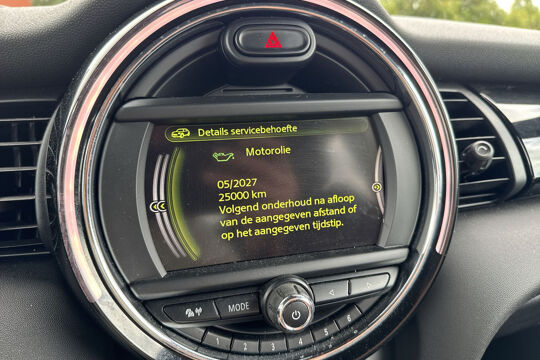 Details servicebehoefte
Motorolie
05/2027
25000 km
Volgend onderhoud na afloop
van de aangegeven afstand of
op het aangegeven tijdstip.
MODE
1 2 3 4 5 6